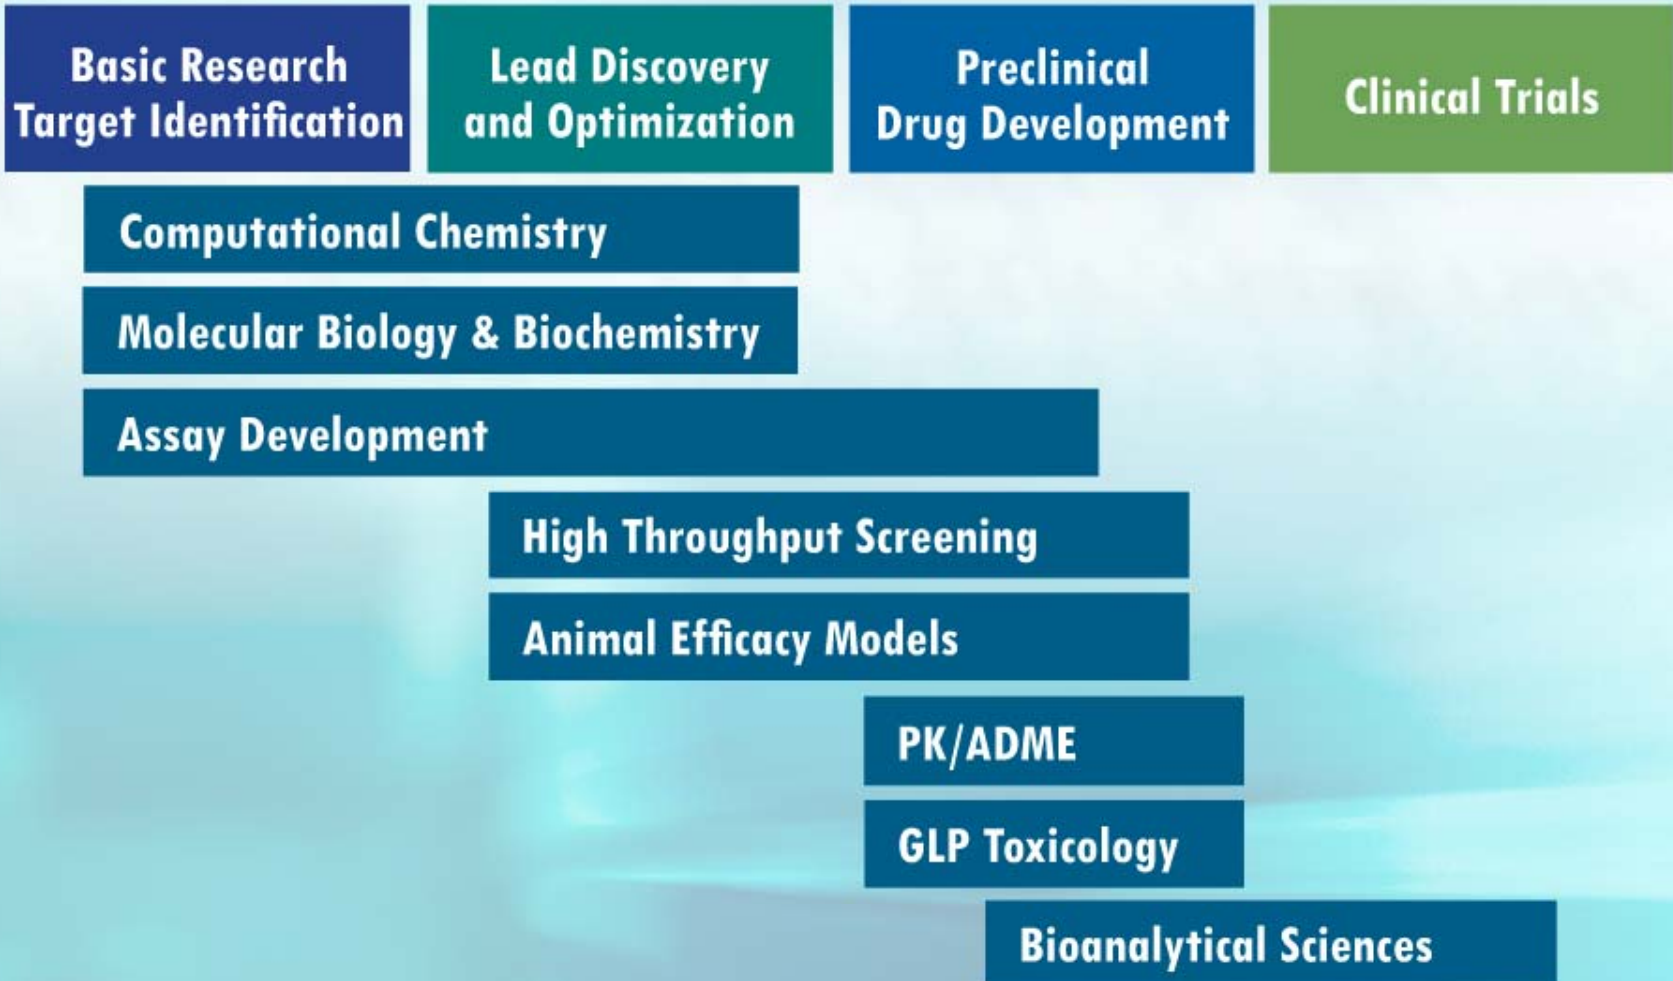 Basic Research
Target Identification
Lead Discovery
and Optimization
Preclinical
Drug Development
Clinical Trials
Computational Chemistry
Molecular Biology & Biochemistry
Assay Development
High Throughput Screening
Animal Efficacy Models
PK/ADME
GLP Toxicology
Bioanalytical Sciences